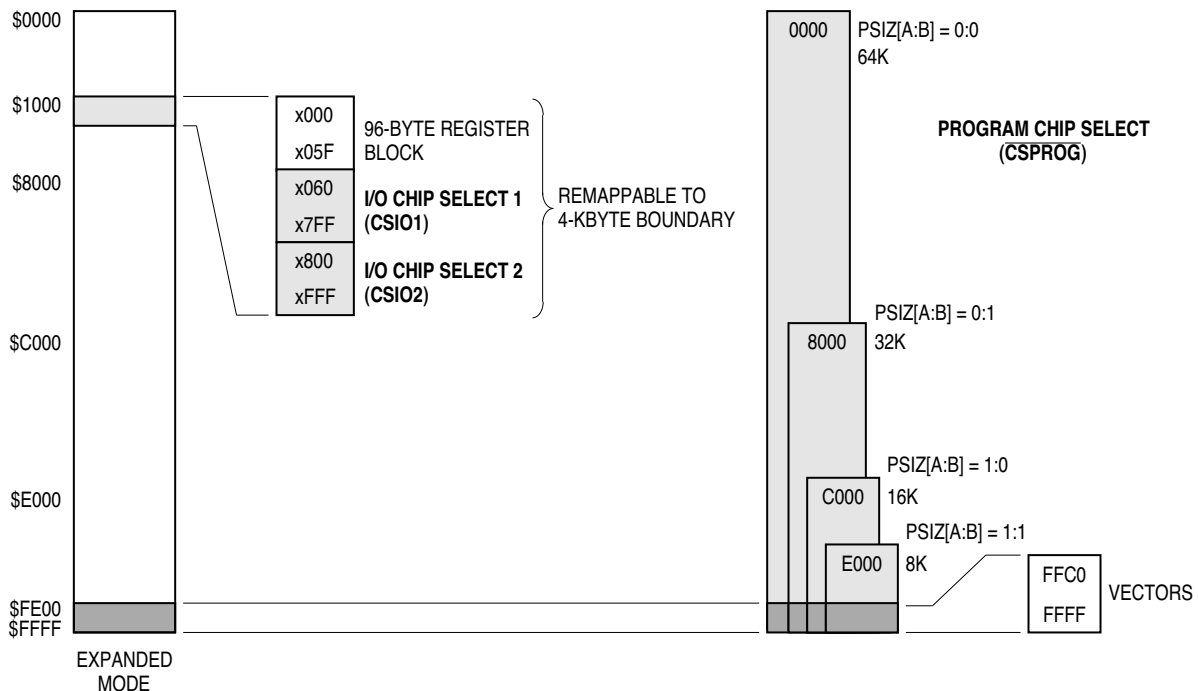 $0000
$1000
$8000
$C000
$E000
$FE00
$FFFF
EXPANDED
MODE
x000
x05F
96-BYTE REGISTER
BLOCK
x060
x7FF
I/O CHIP SELECT 1
(CSIO1)
x800
xFFF
I/O CHIP SELECT 2
(CSIO2)
REMAPPABLE TO
4-KBYTE BOUNDARY
0000
PSIZ[A:B] = 0:0
64K
PROGRAM CHIP SELECT
(CSPROG)
8000
PSIZ[A:B] = 0:1
32K
C000
PSIZ[A:B] = 1:0
16K
E000
PSIZ[A:B] = 1:1
8K
FFC0
FFFF
VECTORS